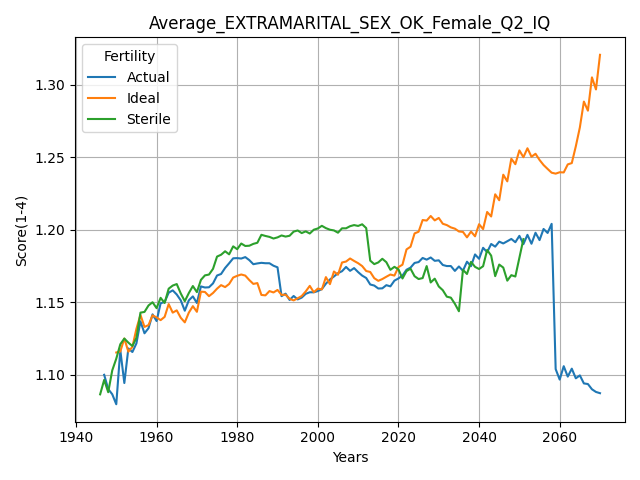 Average_EXTRAMARITAL_SEX_OK_Female_Q2_IQ
Fertility
Actual
Ideal
Sterile
Score(1-4)
1.30
1.25
1.20
1.15
1.10
1940
1960
1980
2000
2020
2040
2060
Years